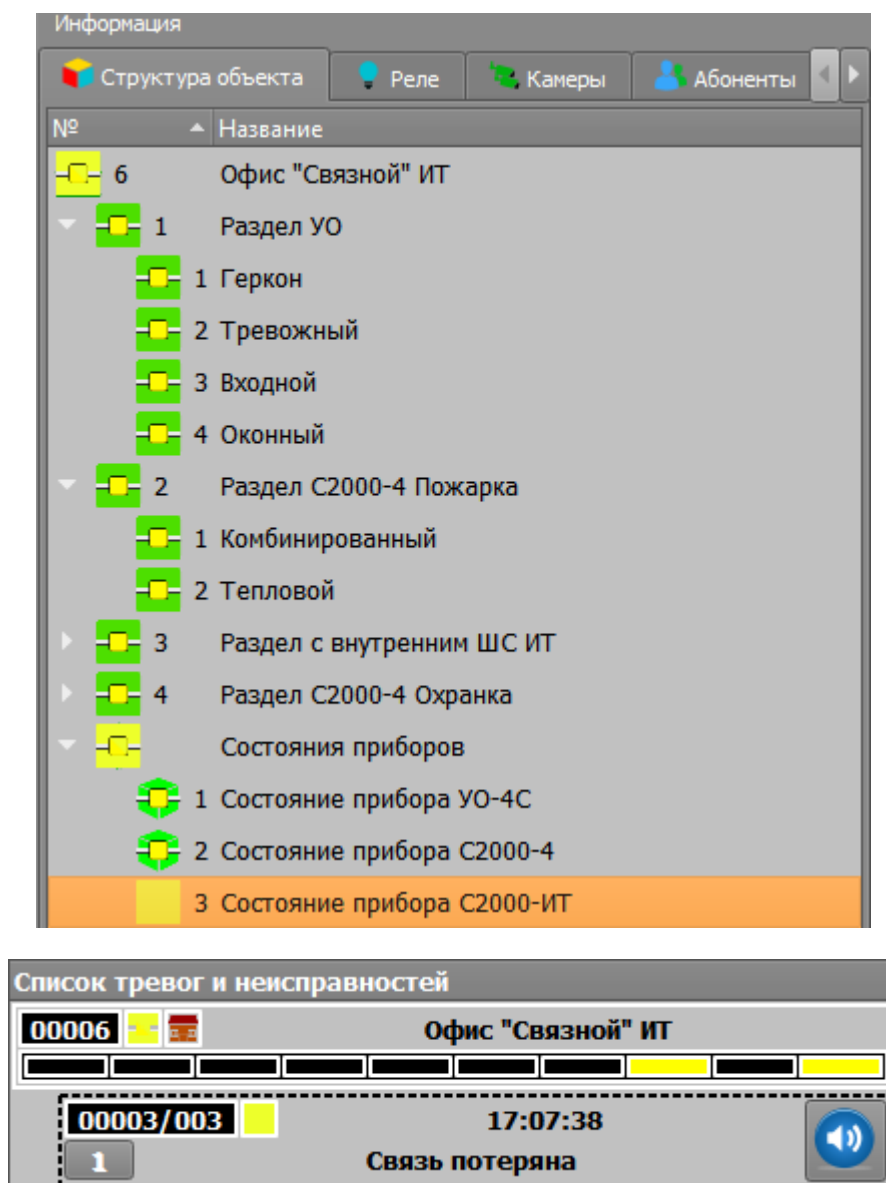 Информация
Структура объекта Реле Камеры Абоненты
№ Название
6 Офис "Связной" ИТ
1 Раздел УО
1 Геркон
2 Тревожный
3 Входной
4 Оконный
2 Раздел С2000-4 Пожарка
1 Комбинированный
2 Тепловой
3 Раздел с внутренним ШС ИТ
4 Раздел С2000-4 Охранка
Состояния приборов
1 Состояние прибора УО-4С
2 Состояние прибора С2000-4
3 Состояние прибора С2000-ИТ
Список тревог и неисправностей
00006 Офис "Связной" ИТ
00003/003 17:07:38
1 Связь потеряна